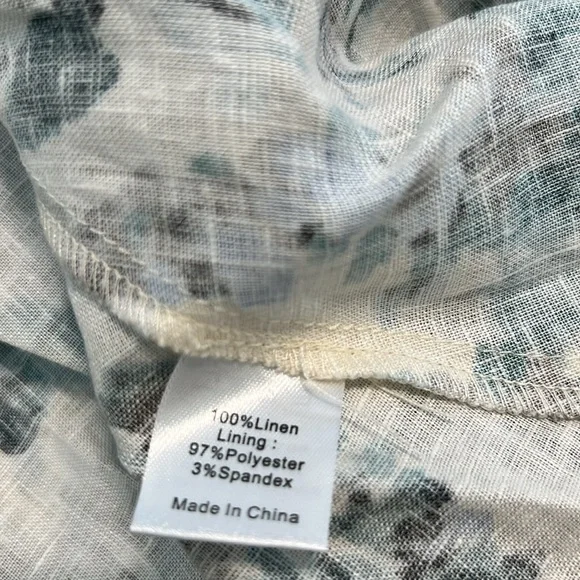 100%Linen
Lining :
97%Polyester
3%Spandex
Made In China